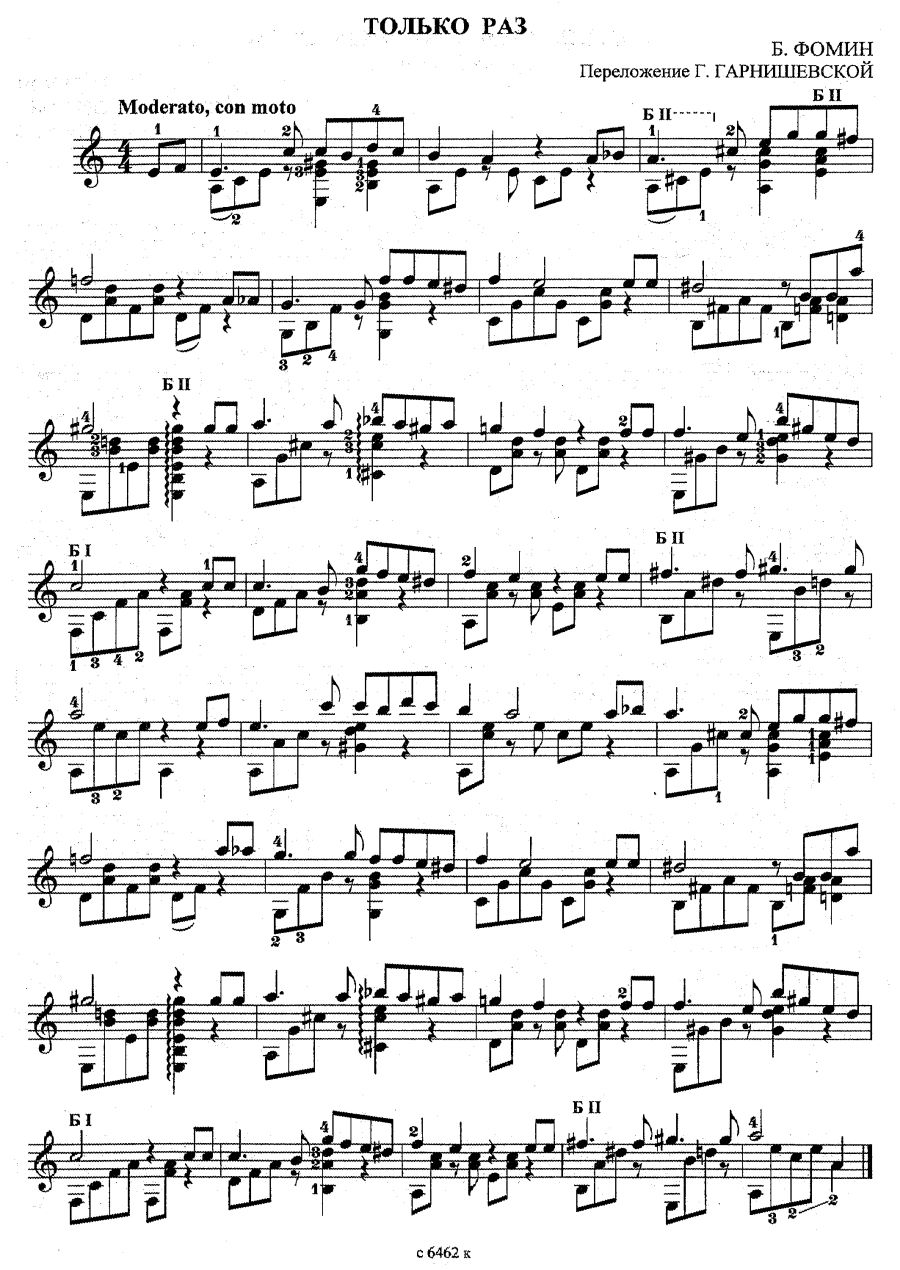 ТОЛЬКО РАЗ
Б. ФОМИН
Переложение Г. ГАРНИШЕВСКОЙ
Moderato, con moto
Б II
Б II
Б II
Б I
Б II
Б I
Б II
с 6462 к